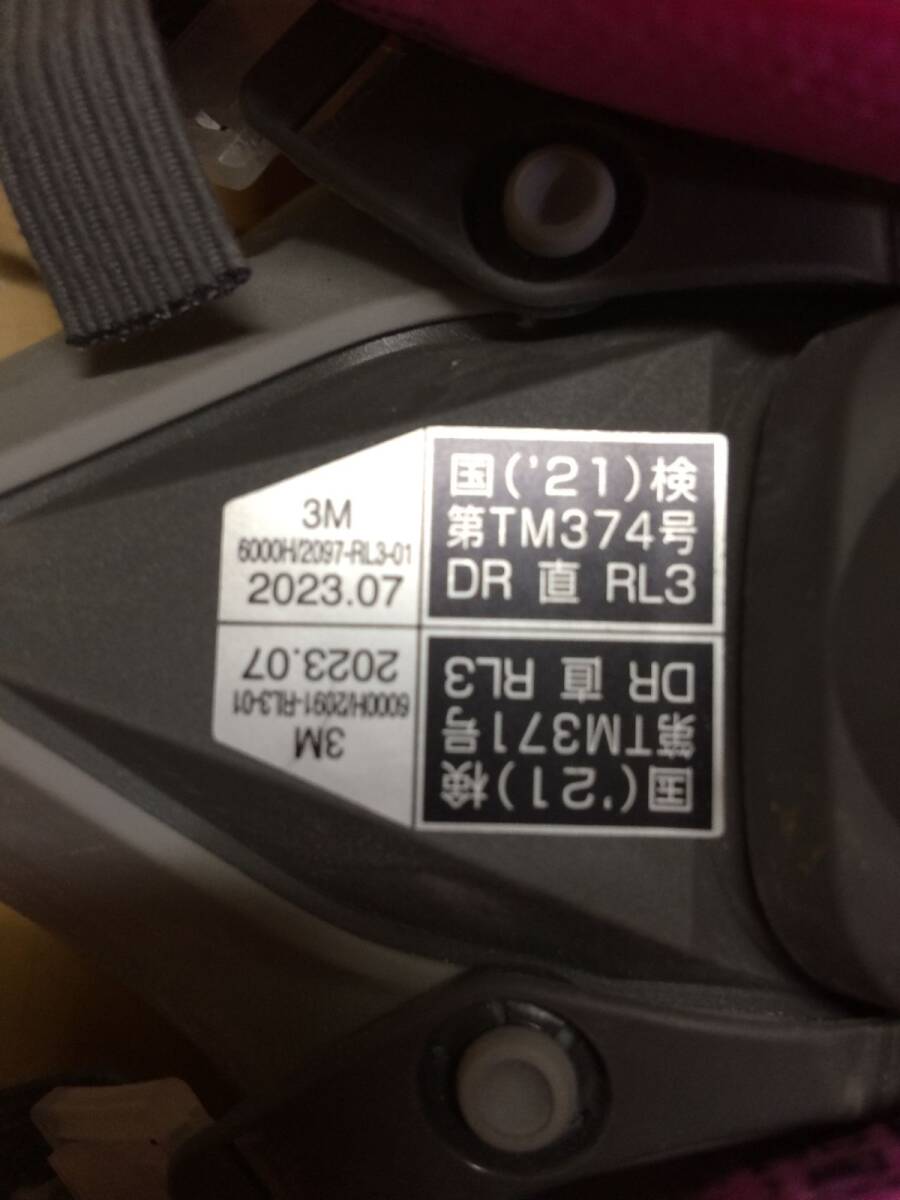 3M
6000H/2097-RL3-01
2023.07
国('21)検
第TM374号
DR 直 RL3
国('21)検
第TM371号
DR 直 RL3
3M
6000H/2091-RL3-01
2023.07